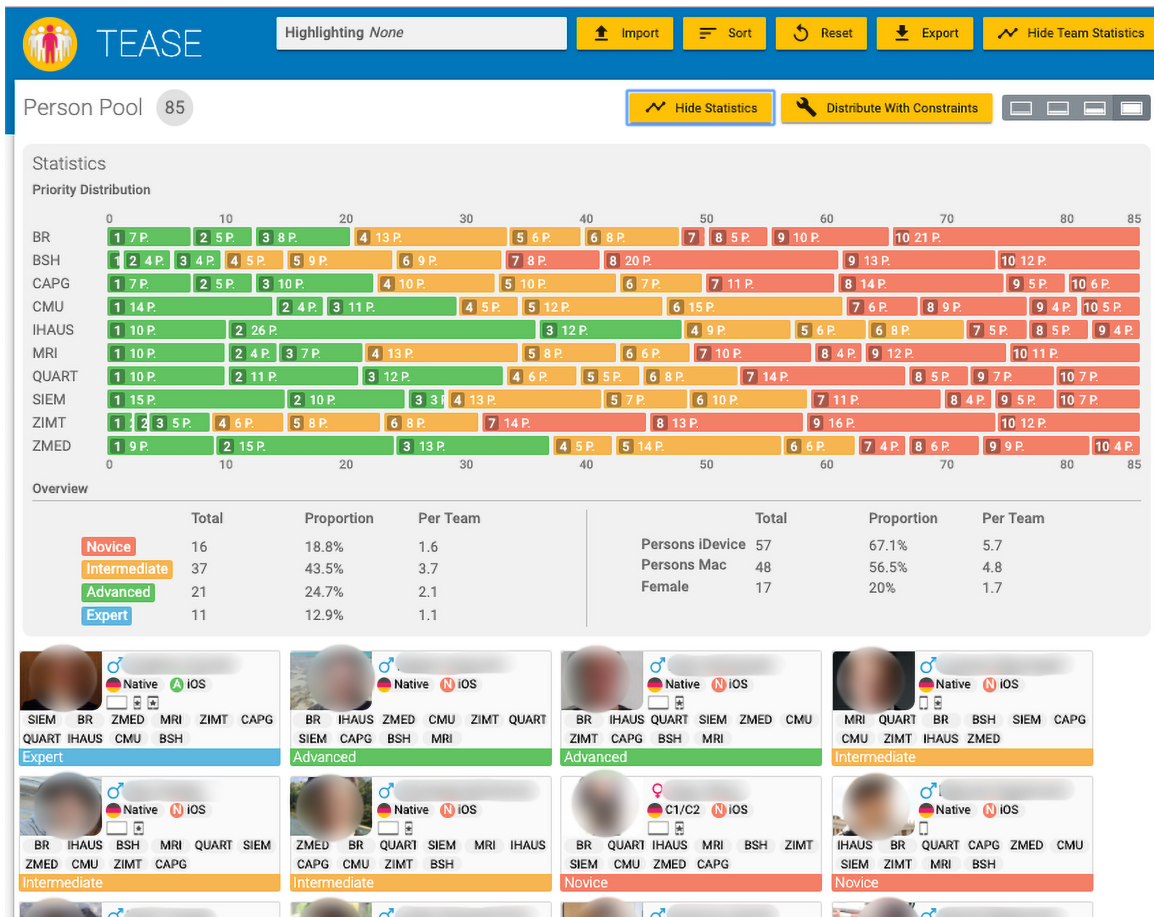 TEASE Highlighting None Import Sort Reset Export Hide Team Statistics
Person Pool 85 Hide Statistics Distribute With Constraints
Statistics
Priority Distribution
0 10 20 30 40 50 60 70 80 85
BR 1 7 P. 2 5 P. 3 8 P. 4 13 P. 5 6 P. 6 8 P. 7 8 5 P. 9 10 P. 10 21 P.
BSH 1 2 4 P. 3 4 P. 4 5 P. 5 9 P. 6 9 P. 7 8 P. 8 20 P. 9 13 P. 10 12 P.
CAPG 1 7 P. 2 5 P. 3 10 P. 4 10 P. 5 10 P. 6 7 P. 7 11 P. 8 14 P. 9 5 P. 10 6 P.
CMU 1 14 P. 2 4 P. 3 11 P. 4 5 P. 5 12 P. 6 15 P. 7 6 P. 8 9 P. 9 4 P. 10 5 P.
IHAUS 1 10 P. 2 26 P. 3 12 P. 4 9 P. 5 6 P. 6 8 P. 7 5 P. 8 5 P. 9 4 P.
MRI 1 10 P. 2 4 P. 3 7 P. 4 13 P. 5 8 P. 6 6 P. 7 10 P. 8 4 P. 9 12 P. 10 11 P.
QUART 1 10 P. 2 11 P. 3 12 P. 4 6 P. 5 5 P. 6 8 P. 7 14 P. 8 5 P. 9 7 P. 10 7 P.
SIEM 1 15 P. 2 10 P. 3 3 4 13 P. 5 7 P. 6 10 P. 7 11 P. 8 4 P. 9 5 P. 10 7 P.
ZIMT 1 2 3 5 P. 4 6 P. 5 8 P. 6 8 P. 7 14 P. 8 13 P. 9 16 P. 10 12 P.
ZMED 1 9 P. 2 15 P. 3 13 P. 4 5 P. 5 14 P. 6 6 P. 7 4 P. 8 6 P. 9 9 P. 10 4 P.
0 10 20 30 40 50 60 70 80 85
Overview
Total Proportion Per Team Total Proportion Per Team
Novice 16 18.8% 1.6 Persons iDevice 57 67.1% 5.7
Intermediate 37 43.5% 3.7 Persons Mac 48 56.5% 4.8
Advanced 21 24.7% 2.1 Female 17 20% 1.7
Expert 11 12.9% 1.1
Native A iOS Native N iOS Native N iOS Native N iOS
SIEM BR ZMED MRI ZIMT CAPG BR IHAUS ZMED CMU ZIMT QUART BR IHAUS QUART SIEM ZMED CMU MRI QUART BR BSH SIEM CAPG
QUART IHAUS CMU BSH SIEM CAPG BSH MRI ZIMT CAPG BSH MRI CMU ZIMT IHAUS ZMED
Expert Advanced Advanced Intermediate
Native N iOS Native N iOS C1/C2 N iOS Native N iOS
BR IHAUS BSH MRI QUART SIEM ZMED BR QUART SIEM MRI IHAUS BR QUART IHAUS MRI BSH ZIMT IHAUS BR QUART CAPG ZMED CMU
ZMED CMU ZIMT CAPG CAPG CMU ZIMT BSH SIEM CMU ZMED CAPG SIEM ZIMT MRI BSH
Intermediate Intermediate Novice Novice